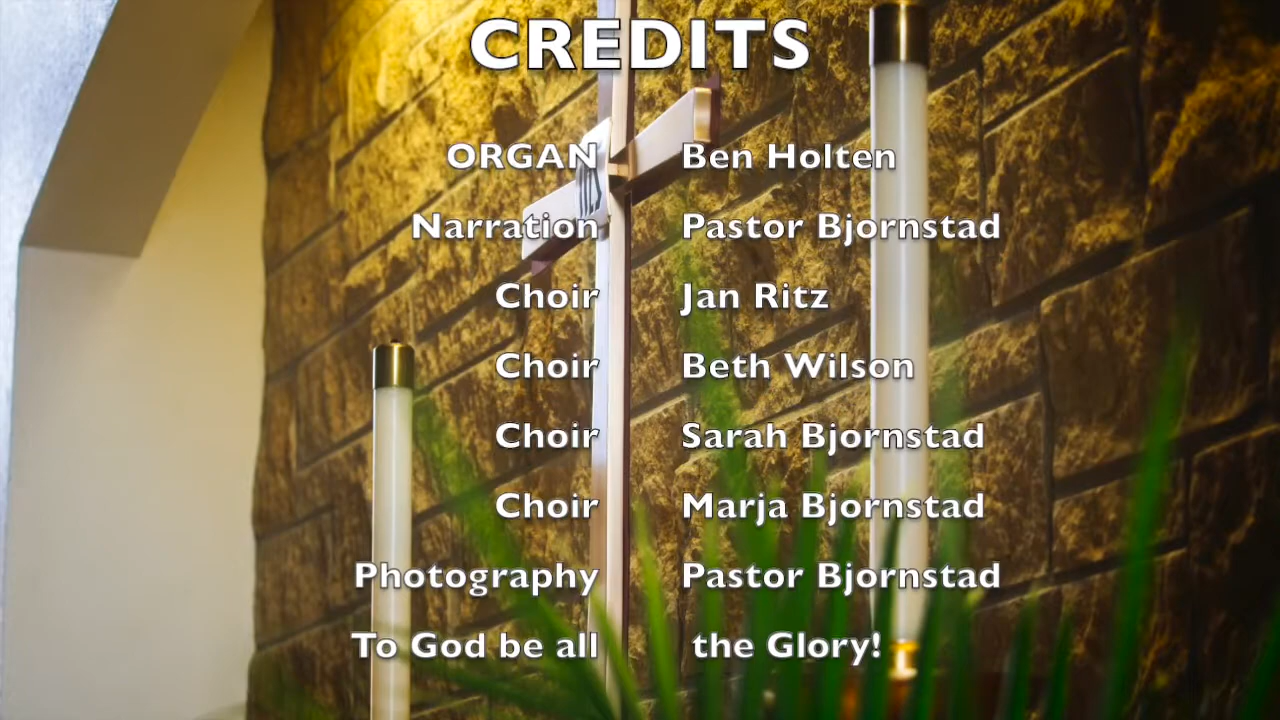 CREDITS
ORGAN Ben Holten
Narration Pastor Bjornstad
Choir Jan Ritz
Choir Beth Wilson
Choir Sarah Bjornstad
Choir Marja Bjornstad
Photography Pastor Bjornstad
To God be all the Glory!